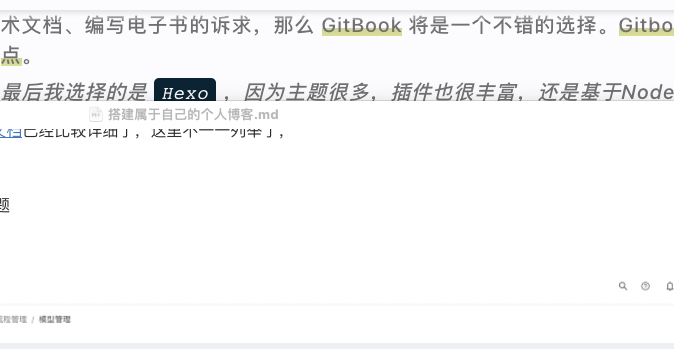 术文档、编写电子书的诉求，那么 GitBook 将是一个不错的选择。Gitbo
点。
最后我选择的是 Hexo ，因为主题很多，插件也很丰富，还是基于Node
搭建属于自己的个人博客.md
文档已经比较详细了，这里不一一列举了，
题
流程管理 / 模型管理